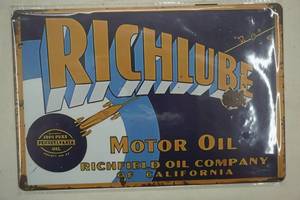 RICHLUBE
100% PURE
PENNSYLVANIA
OIL
MOTOR OIL
RICHFIELD OIL COMPANY
OF CALIFORNIA